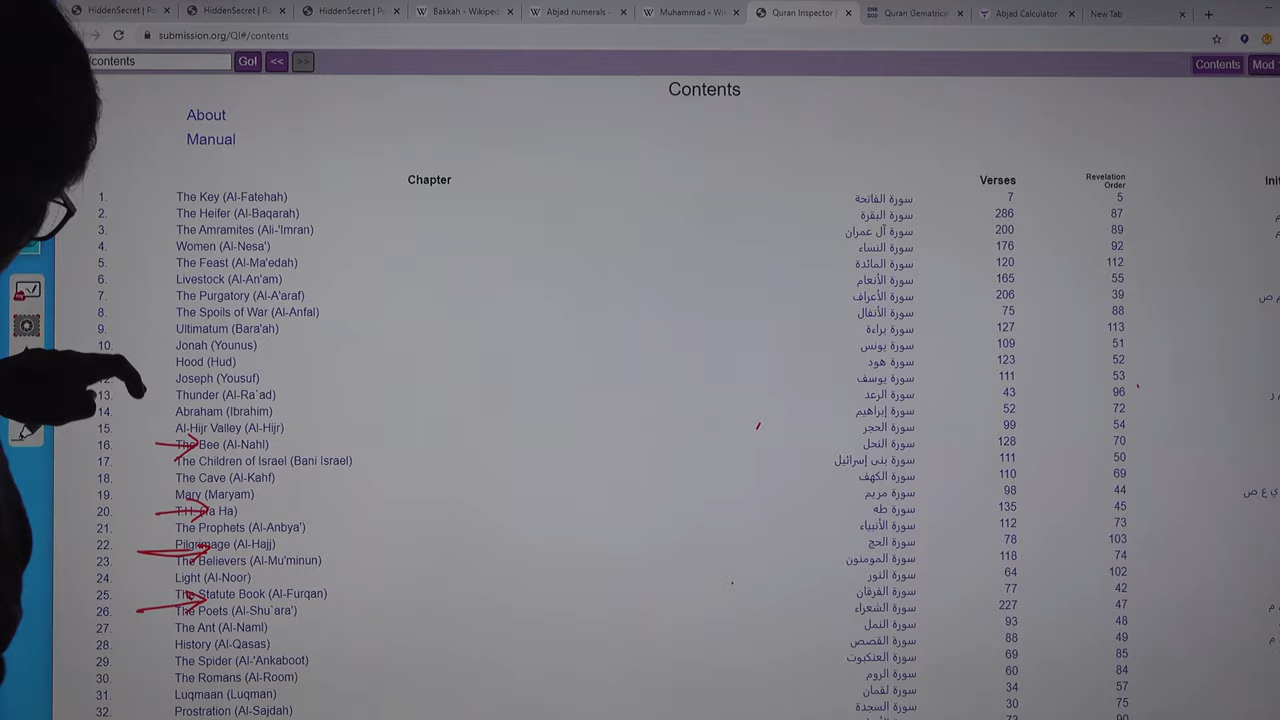 HiddenSecret | Po
HiddenSecret | Po
HiddenSecret | Po
Bakkah - Wikiped
Abjad numerals -
Muhammad - Wi
Quran Inspector |
Quran Gematrica
Abjad Calculator
New Tab
submission.org/QI#/contents
/contents Go! << >> Contents Mod
Contents
About
Manual
Chapter Verses Revelation Order Ini
1. The Key (Al-Fatehah) سورة الفاتحة 7 5
2. The Heifer (Al-Baqarah) سورة البقرة 286 87
3. The Amramites (Ali-'Imran) سورة آل عمران 200 89
4. Women (Al-Nesa') سورة النساء 176 92
5. The Feast (Al-Ma'edah) سورة المائدة 120 112
6. Livestock (Al-An'am) سورة الأنعام 165 55
7. The Purgatory (Al-A'araf) سورة الأعراف 206 39 م ص
8. The Spoils of War (Al-Anfal) سورة الأنفال 75 88
9. Ultimatum (Bara'ah) سورة براءة 127 113
10. Jonah (Younus) سورة يونس 109 51
Hood (Hud) سورة هود 123 52
12. Joseph (Yousuf) سورة يوسف 111 53
13. Thunder (Al-Ra`ad) سورة الرعد 43 96 م ر
14. Abraham (Ibrahim) سورة إبراهيم 52 72
15. Al-Hijr Valley (Al-Hijr) سورة الحجر 99 54
16. The Bee (Al-Nahl) سورة النحل 128 70
17. The Children of Israel (Bani Israel) سورة بنى إسرائيل 111 50
18. The Cave (Al-Kahf) سورة الكهف 110 69
19. Mary (Maryam) سورة مريم 98 44 ي ع ص
20. T.H. (Ta Ha) سورة طه 135 45
21. The Prophets (Al-Anbya') سورة الأنبياء 112 73
22. Pilgrimage (Al-Hajj) سورة الحج 78 103
23. The Believers (Al-Mu'minun) سورة المومنون 118 74
24. Light (Al-Noor) سورة النور 64 102
25. The Statute Book (Al-Furqan) سورة الفرقان 77 42
26. The Poets (Al-Shu`ara') سورة الشعراء 227 47 م
27. The Ant (Al-Naml) سورة النمل 93 48
28. History (Al-Qasas) سورة القصص 88 49 م
29. The Spider (Al-'Ankaboot) سورة العنكبوت 69 85
30. The Romans (Al-Room) سورة الروم 60 84
31. Luqmaan (Luqman) سورة لقمان 34 57
32. Prostration (Al-Sajdah) سورة السجدة 30 75
73 90